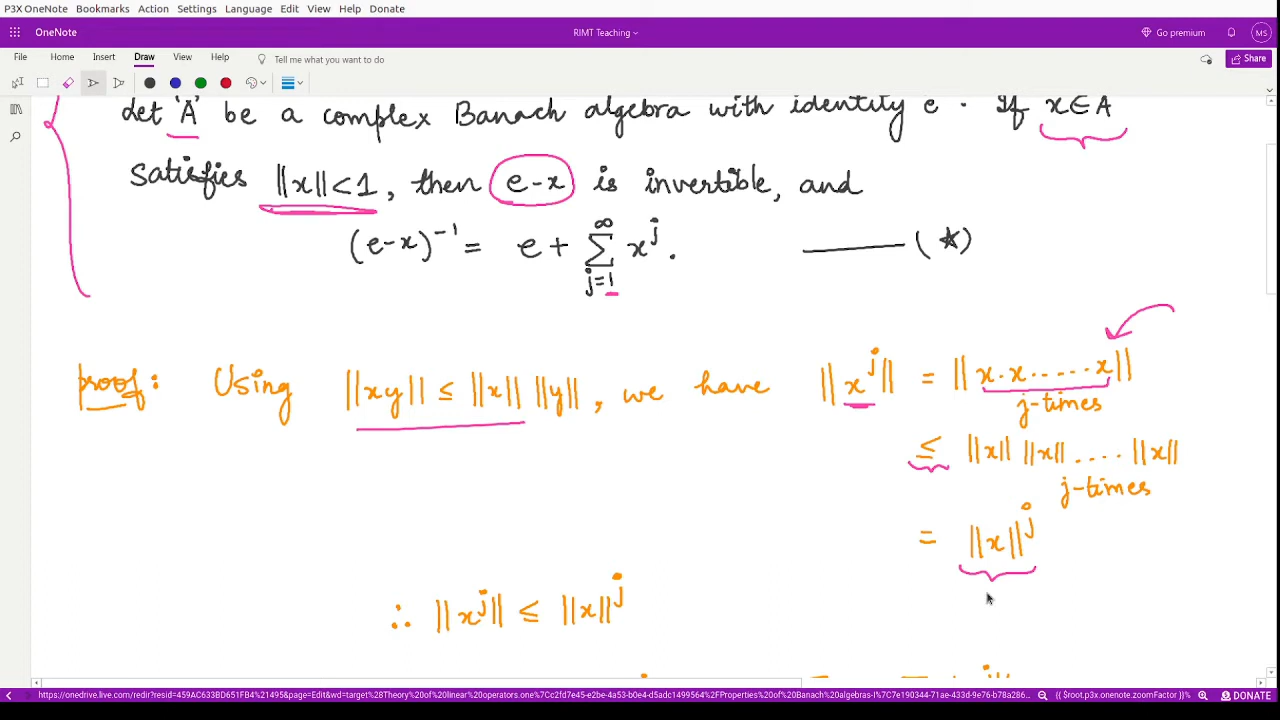 P3X OneNote Bookmarks Action Settings Language Edit View Help Donate
OneNote RIMT Teaching Go premium MS
File Home Insert Draw View Help Tell me what you want to do Share
Let 'A' be a complex Banach algebra with identity e. If x∈A
Satisfies ||x||<1, then e-x is invertible, and
(e-x)⁻¹ = e + ∑_{j=1}^{∞} x^j. ——— (★)
proof: Using ||xy|| ≤ ||x|| ||y||, we have ||x^j|| = ||x·x·....·x||
j-times
≤ ||x|| ||x|| .... ||x||
j-times
= ||x||^j
∴ ||x^j|| ≤ ||x||^j
DONATE